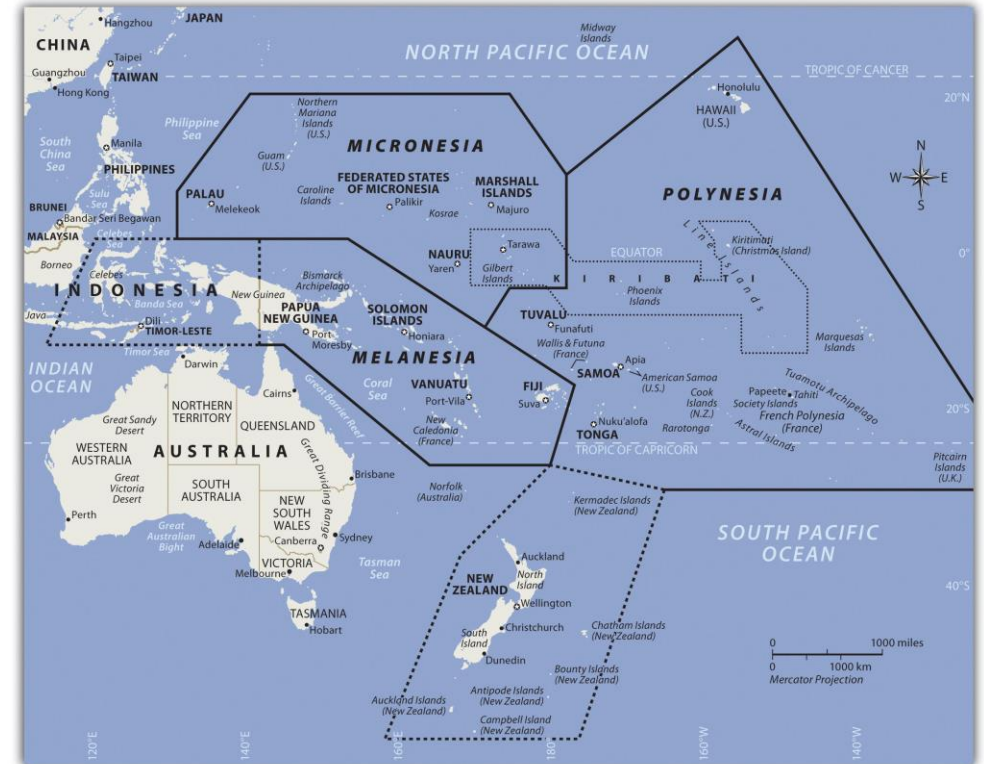 Hangzhou
JAPAN
CHINA
Midway
Islands
NORTH PACIFIC OCEAN
Taipei
TROPIC OF CANCER
Guangzhou
TAIWAN
Hong Kong
Honolulu
20°N
HAWAII
(U.S.)
Northern
Mariana
Islands
(U.S.)
Philippine
Sea
South
China
Sea
Manila
MICRONESIA
N
W
E
S
Guam
(U.S.)
PHILIPPINES
FEDERATED STATES
OF MICRONESIA
MARSHALL
ISLANDS
POLYNESIA
PALAU
Caroline
Islands
Sulu
Sea
Melekeok
Palikir
Kosrae
Majuro
BRUNEI
Bandar Seri Begawan
MALAYSIA
Celebes
Sea
Line Islands
Kiritimati
(Christmas Island)
Tarawa
EQUATOR
0°
NAURU
Yaren
Gilbert
Islands
Borneo
Celebes
KIRIBATI
Phoenix
Islands
INDONESIA
New Guinea
Bismarck
Archipelago
Banda Sea
PAPUA
NEW GUINEA
SOLOMON
ISLANDS
TUVALU
Java
Dili
TIMOR-LESTE
Port
Moresby
Honiara
Funafuti
Wallis & Futuna
(France)
Marquesas
Islands
Timor Sea
MELANESIA
Apia
SAMOA
American Samoa
(U.S.)
INDIAN
OCEAN
Darwin
Coral
Sea
VANUATU
FIJI
Tuamotu Archipelago
Cairns
Great Barrier Reef
Port-Vila
Suva
Cook
Islands
(N.Z.)
Papeete
Tahiti
Society Islands
French Polynesia
(France)
20°S
NORTHERN
TERRITORY
Great Sandy
Desert
QUEENSLAND
New
Caledonia
(France)
Nuku'alofa
TONGA
Rarotonga
Astral Islands
TROPIC OF CAPRICORN
WESTERN
AUSTRALIA
AUSTRALIA
Great Dividing Range
Pitcairn
Islands
(U.K.)
Great
Victoria
Desert
SOUTH
AUSTRALIA
Brisbane
Norfolk
(Australia)
Kermadec Islands
(New Zealand)
NEW
SOUTH
WALES
Perth
Great
Australian
Bight
Adelaide
Canberra
Sydney
SOUTH PACIFIC
OCEAN
VICTORIA
Melbourne
Tasman
Sea
Auckland
North
Island
NEW
ZEALAND
40°S
Wellington
TASMANIA
Hobart
Christchurch
South
Island
Chatham Islands
(New Zealand)
0
1000 miles
0
1000 km
Mercator Projection
Dunedin
Bounty Islands
(New Zealand)
Antipode Islands
(New Zealand)
Auckland Islands
(New Zealand)
Campbell Island
(New Zealand)
120°E
140°E
160°E
180°
160°W
140°W